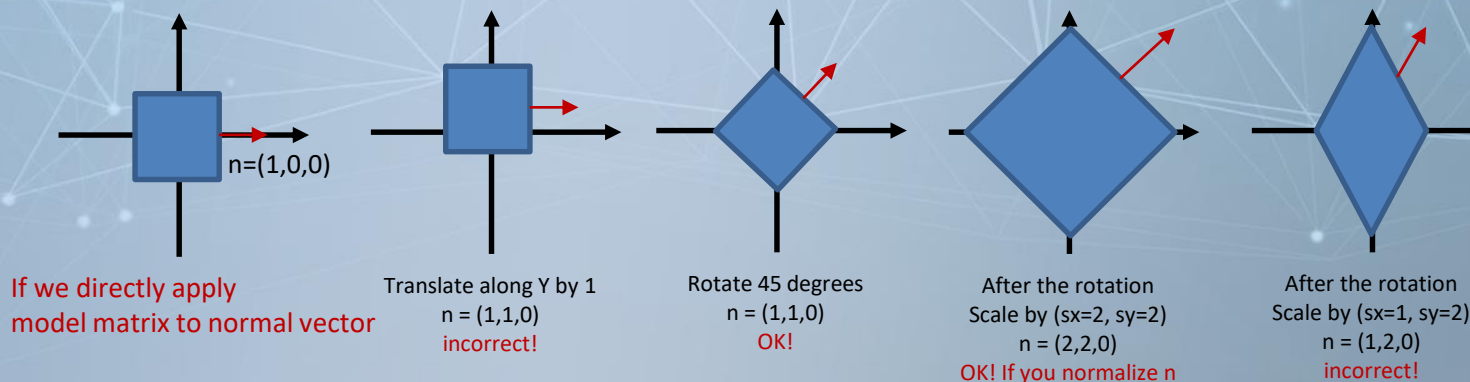 n=(1,0,0)
If we directly apply
model matrix to normal vector
Translate along Y by 1
n = (1,1,0)
incorrect!
Rotate 45 degrees
n = (1,1,0)
OK!
After the rotation
Scale by (sx=2, sy=2)
n = (2,2,0)
OK! If you normalize n
After the rotation
Scale by (sx=1, sy=2)
n = (1,2,0)
incorrect!